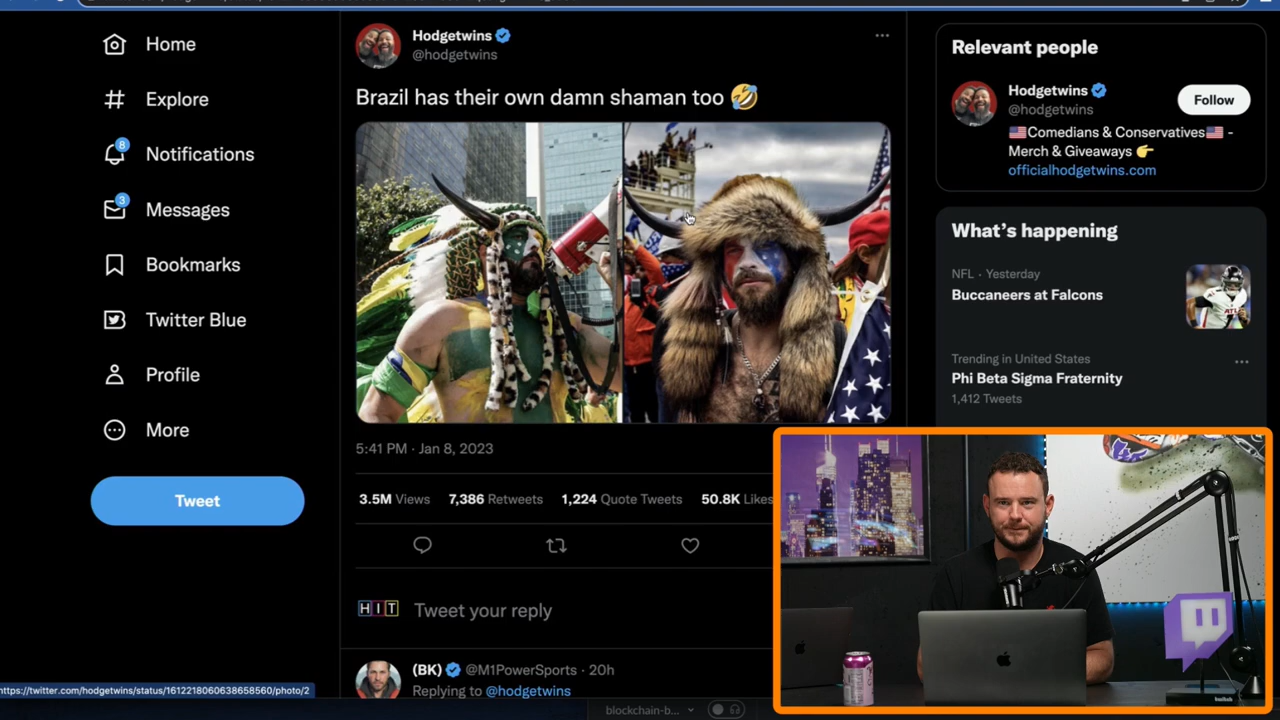 Home
Explore
8
Notifications
3
Messages
Bookmarks
Twitter Blue
Profile
More
Tweet
Hodgetwins
@hodgetwins
Brazil has their own damn shaman too 🤣
5:41 PM · Jan 8, 2023
3.5M Views 7,386 Retweets 1,224 Quote Tweets 50.8K Likes
HIT Tweet your reply
(BK) @M1PowerSports · 20h
Replying to @hodgetwins
Relevant people
Hodgetwins
@hodgetwins
Follow
🇺🇸Comedians & Conservatives🇺🇸 -
Merch & Giveaways 👉
officialhodgetwins.com
What's happening
NFL · Yesterday
Buccaneers at Falcons
Trending in United States
Phi Beta Sigma Fraternity
1,412 Tweets
https://twitter.com/hodgetwins/status/1612218060638658560/photo/2
blockchain-b...